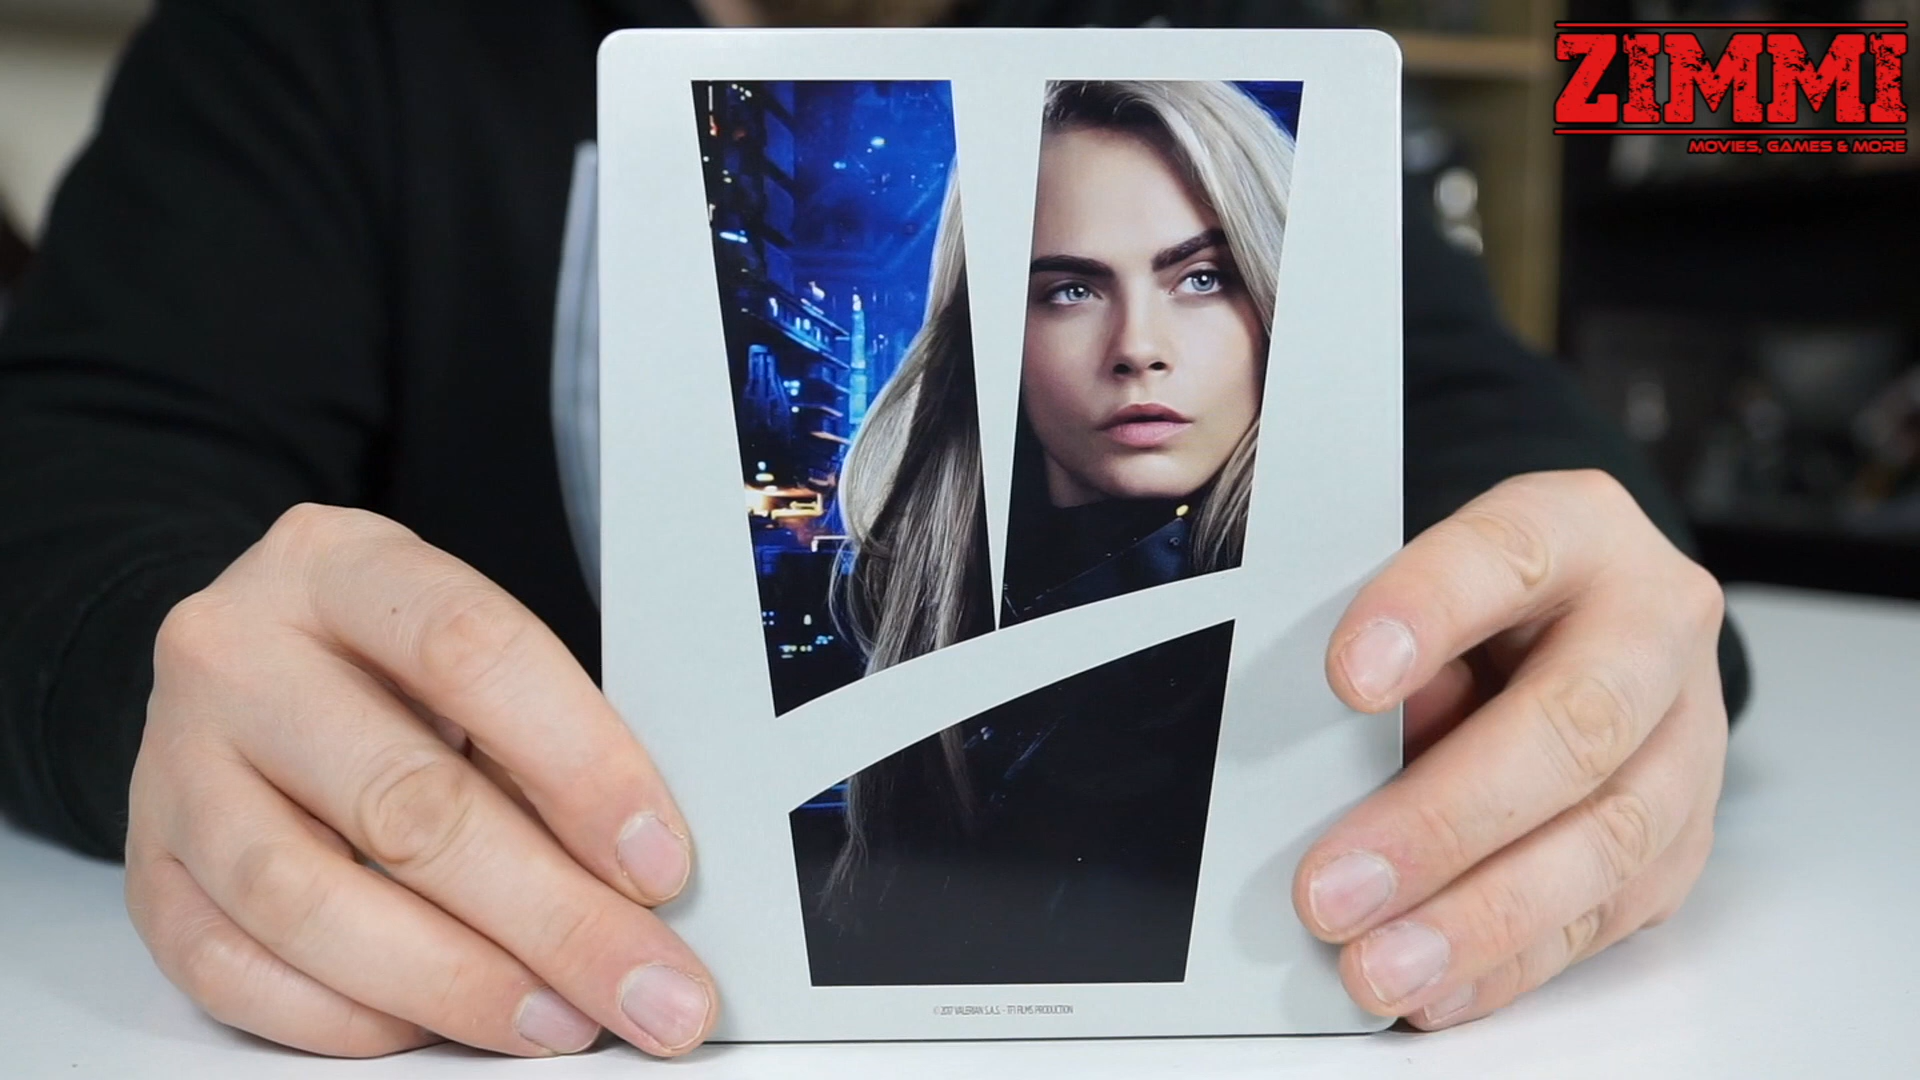 ZIMMI
MOVIES, GAMES & MORE
© 2017 VALERIAN S.A.S. - TF1 FILMS PRODUCTION